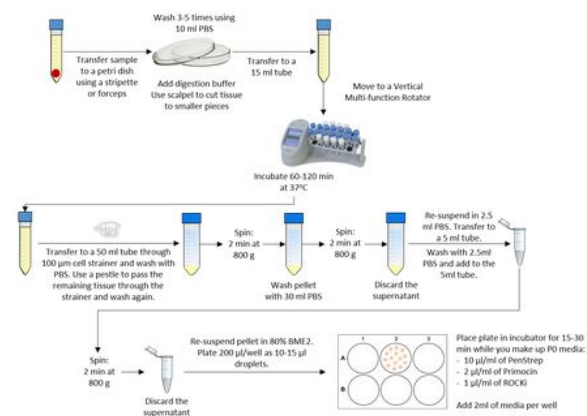 Wash 3-5 times using
10 ml PBS
Transfer sample
to a petri dish
using a stripette
or forceps
Add digestion buffer
Use scalpel to cut tissue
to smaller pieces
Transfer to a
15 ml tube
Move to a Vertical
Multi-function Rotator
Incubate 60-120 min
at 37ºC
Transfer to a 50 ml tube through
100 µm cell strainer and wash with
PBS. Use a pestle to pass the
remaining tissue through the
strainer and wash again.
Spin:
2 min at
800 g
Wash pellet
with 30 ml PBS
Spin:
2 min at
800 g
Discard the
supernatant
Re-suspend in 2.5
ml PBS. Transfer to
a 5 ml tube.
Wash with 2.5ml
PBS and add to the
5ml tube.
Spin:
2 min at
800 g
Discard the
supernatant
Re-suspend pellet in 80% BME2.
Plate 200 µl/well as 10-15 µl
droplets.
1 2 3
A
B
Place plate in incubator for 15-30
min while you make up P0 media:
- 10 µl/ml of PenStrep
- 2 µl/ml of Primocin
- 1 µl/ml of ROCKi
Add 2ml of media per well